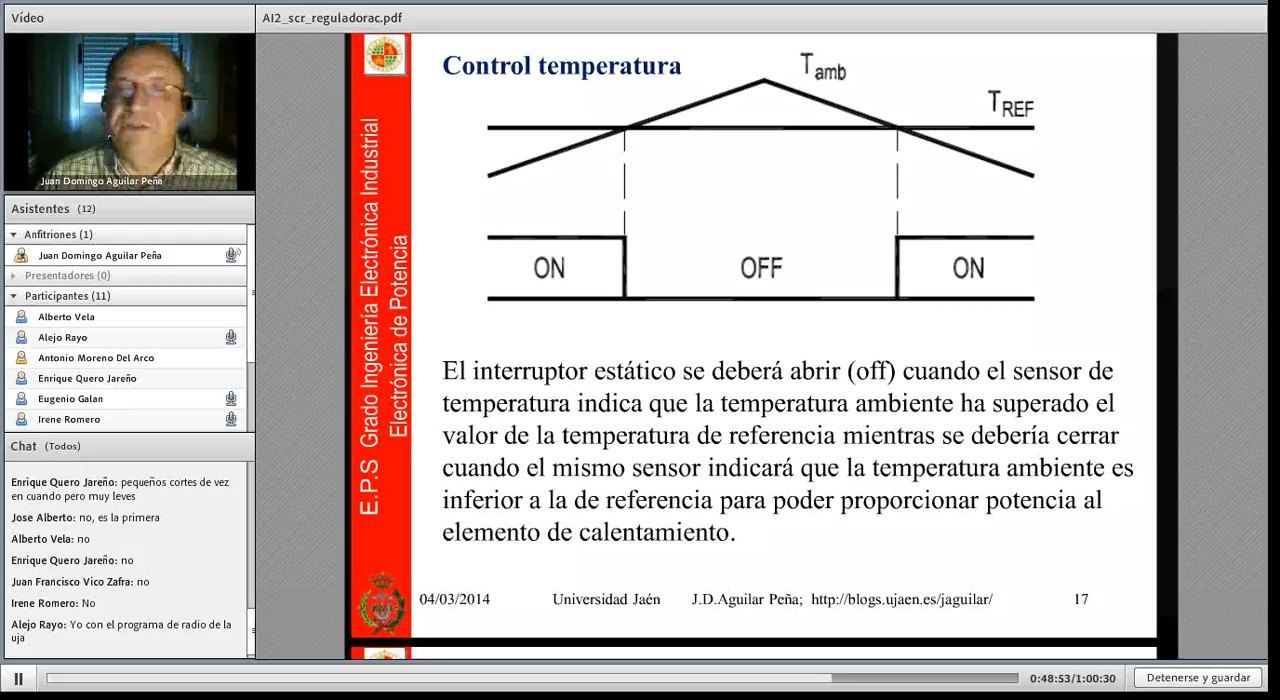 Vídeo
AI2_scr_reguladorac.pdf
Juan Domingo Aguilar Peña
Asistentes (12)
Anfitriones (1)
Juan Domingo Aguilar Peña
Presentadores (0)
Participantes (11)
Alberto Vela
Alejo Rayo
Antonio Moreno Del Arco
Enrique Quero Jareño
Eugenio Galan
Irene Romero
Chat (Todos)
Enrique Quero Jareño: pequeños cortes de vez
en cuando pero muy leves
Jose Alberto: no, es la primera
Alberto Vela: no
Enrique Quero Jareño: no
Juan Francisco Vico Zafra: no
Irene Romero: No
Alejo Rayo: Yo con el programa de radio de la
uja
E.P.S Grado Ingeniería Electrónica Industrial
Electrónica de Potencia
Control temperatura
Tamb
TREF
ON
OFF
ON
El interruptor estático se deberá abrir (off) cuando el sensor de
temperatura indica que la temperatura ambiente ha superado el
valor de la temperatura de referencia mientras se debería cerrar
cuando el mismo sensor indicará que la temperatura ambiente es
inferior a la de referencia para poder proporcionar potencia al
elemento de calentamiento.
04/03/2014
Universidad Jaén
J.D.Aguilar Peña; http://blogs.ujaen.es/jaguilar/
17
0:48:53/1:00:30
Detenerse y guardar